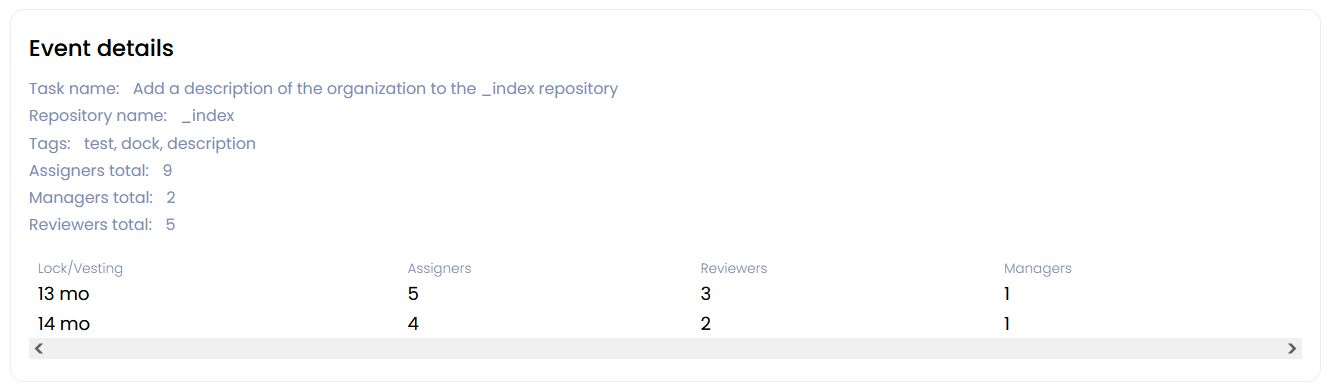 Event details
Task name: Add a description of the organization to the _index repository
Repository name: _index
Tags: test, dock, description
Assigners total: 9
Managers total: 2
Reviewers total: 5
Lock/Vesting Assigners Reviewers Managers
13 mo 5 3 1
14 mo 4 2 1